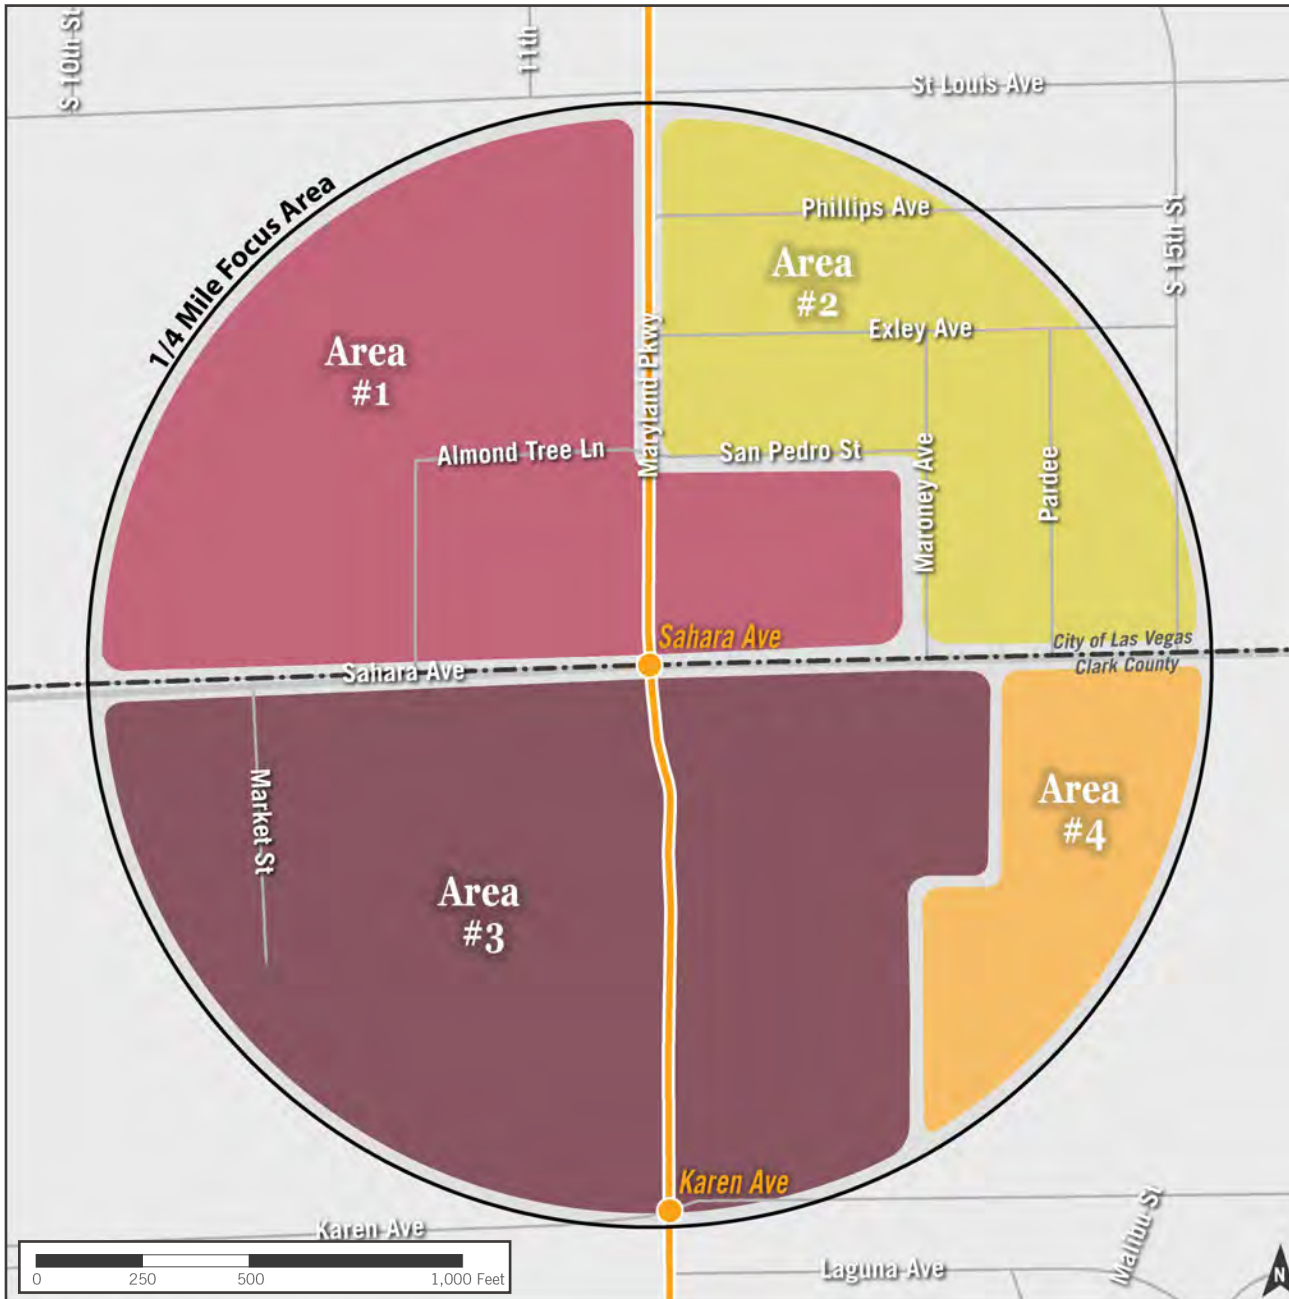 S 10th St
11th
St Louis Ave
1/4 Mile Focus Area
Phillips Ave
S 15th St
Area
#2
Exley Ave
Area
#1
Maryland Pkwy
Almond Tree Ln
San Pedro St
Maroney Ave
Pardee
Sahara Ave
City of Las Vegas
Clark County
Sahara Ave
Market St
Area
#4
Area
#3
Karen Ave
Karen Ave
Malibu St
Laguna Ave
0 250 500 1,000 Feet
N